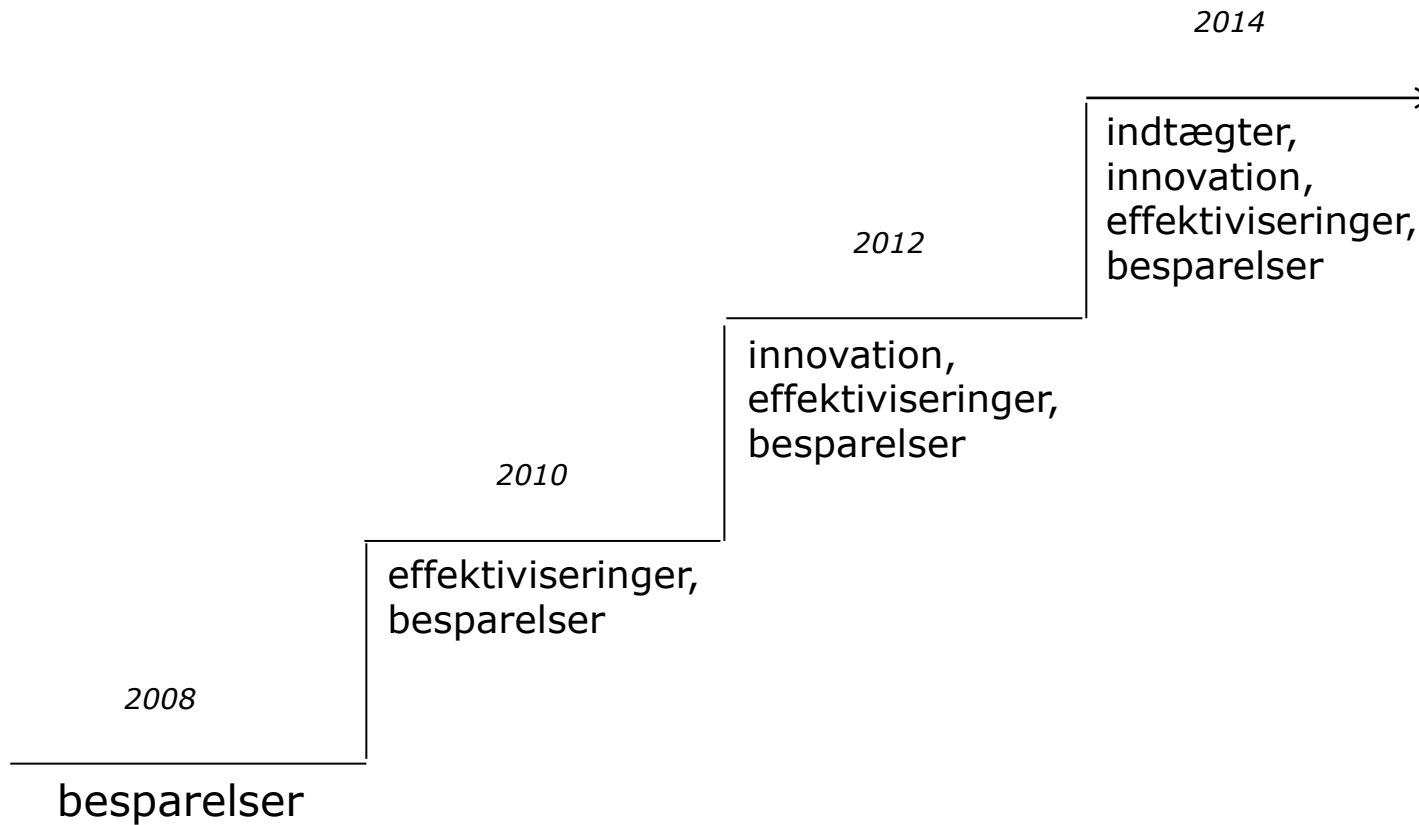 2014
indtægter,
innovation,
effektiviseringer,
besparelser
2012
innovation,
effektiviseringer,
besparelser
2010
effektiviseringer,
besparelser
2008
besparelser